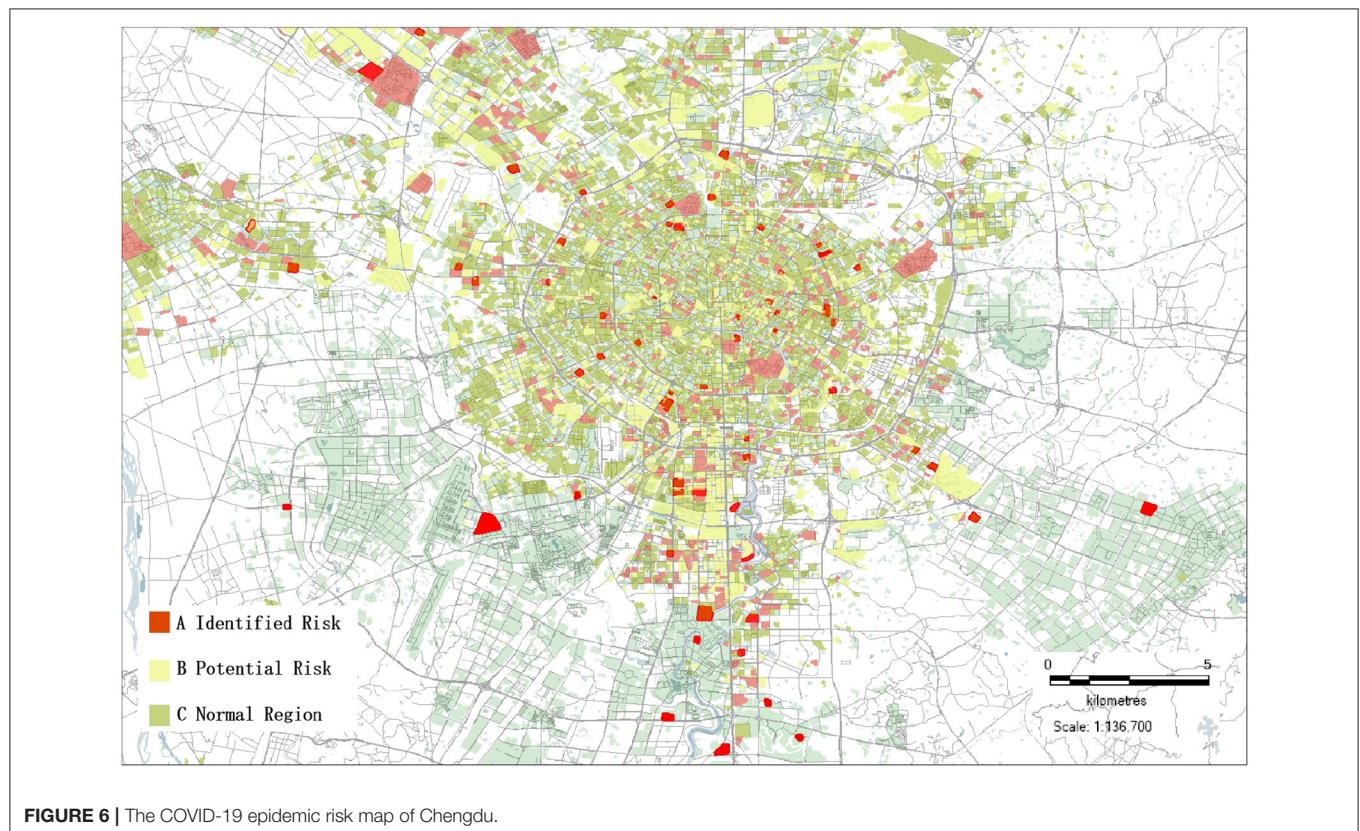 A Identified Risk
B Potential Risk
C Normal Region
0 5
kilometres
Scale: 1:136,700
FIGURE 6 | The COVID-19 epidemic risk map of Chengdu.